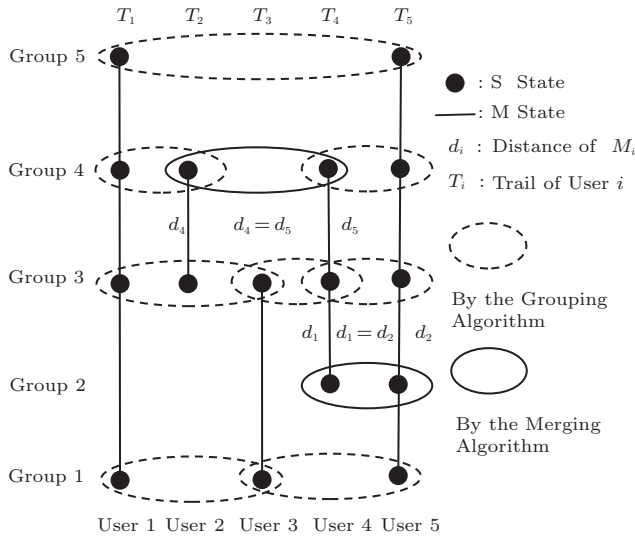 T₁ T₂ T₃ T₄ T₅
Group 5
: S State
: M State
dᵢ : Distance of Mᵢ
Group 4
Tᵢ : Trail of User i
d₄ d₄ = d₅ d₅
Group 3
By the Grouping
Algorithm
d₁ d₁ = d₂ d₂
Group 2
By the Merging
Algorithm
Group 1
User 1 User 2 User 3 User 4 User 5